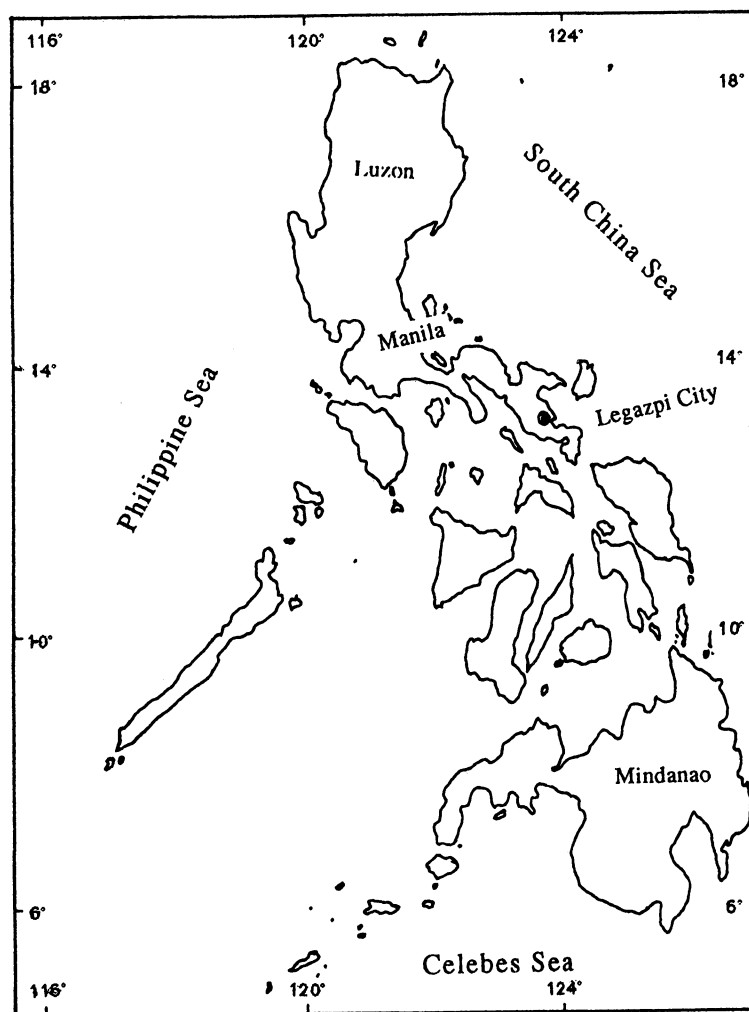 116°
120°
124°
18°
18°
Luzon
South China Sea
Manila
14°
14°
Legazpi City
Philippine Sea
10°
10°
Mindanao
6°
6°
Celebes Sea
116°
120°
124°